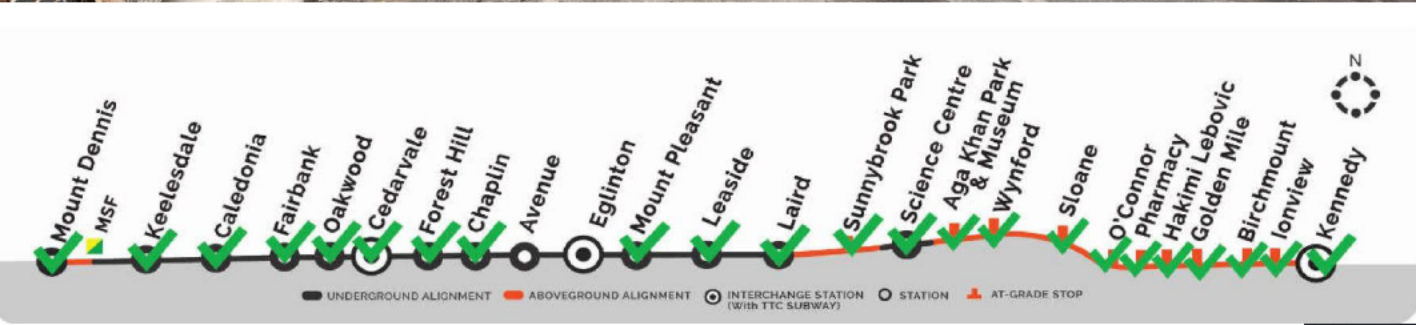 Mount Dennis
MSF
Keelesdale
Caledonia
Fairbank
Oakwood
Cedarvale
Forest Hill
Chaplin
Avenue
Eglinton
Mount Pleasant
Leaside
Laird
Sunnybrook Park
Science Centre
Aga Khan Park
& Museum
Wynford
Sloane
O'Connor
Pharmacy
Hakimi Lebovic
Golden Mile
Birchmount
Ionview
Kennedy
N
UNDERGROUND ALIGNMENT
ABOVEGROUND ALIGNMENT
INTERCHANGE STATION
(With TTC SUBWAY)
STATION
AT-GRADE STOP